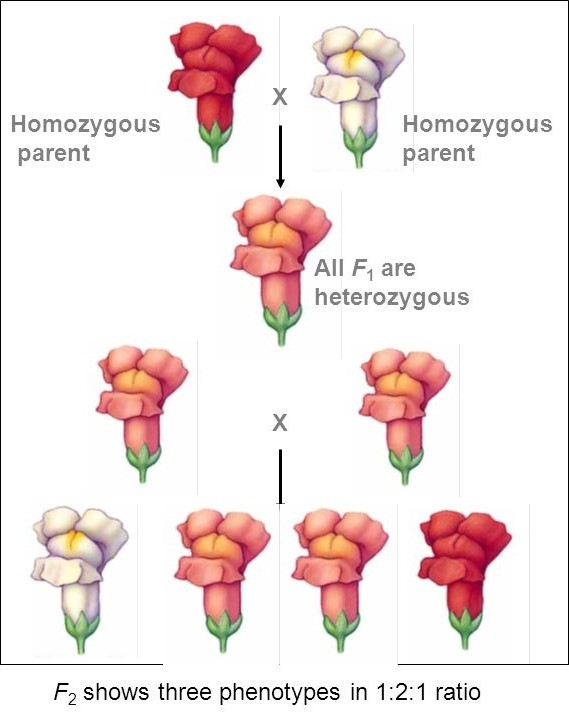 X
Homozygous
parent
Homozygous
parent
All F₁ are
heterozygous
X
F₂ shows three phenotypes in 1:2:1 ratio